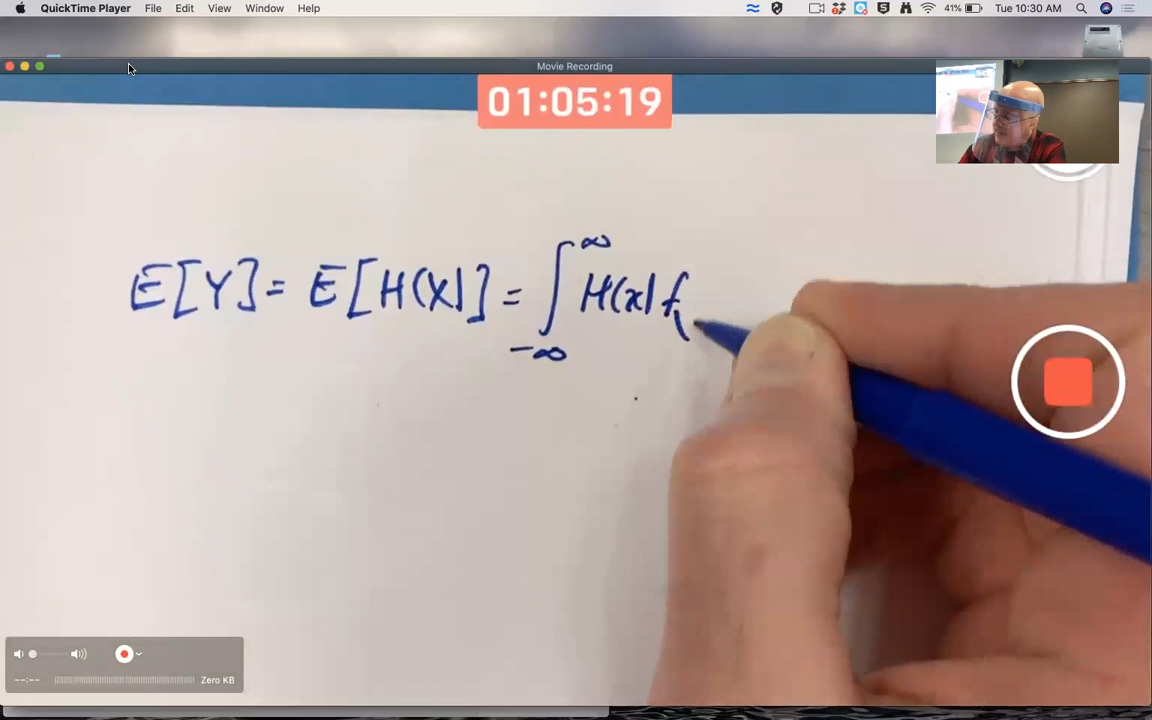 QuickTime Player File Edit View Window Help 41% Tue 10:30 AM
Movie Recording
01:05:19
E[Y] = E[H(X)] = ∫_{-∞}^{∞} H(x) f(
--:-- Zero KB